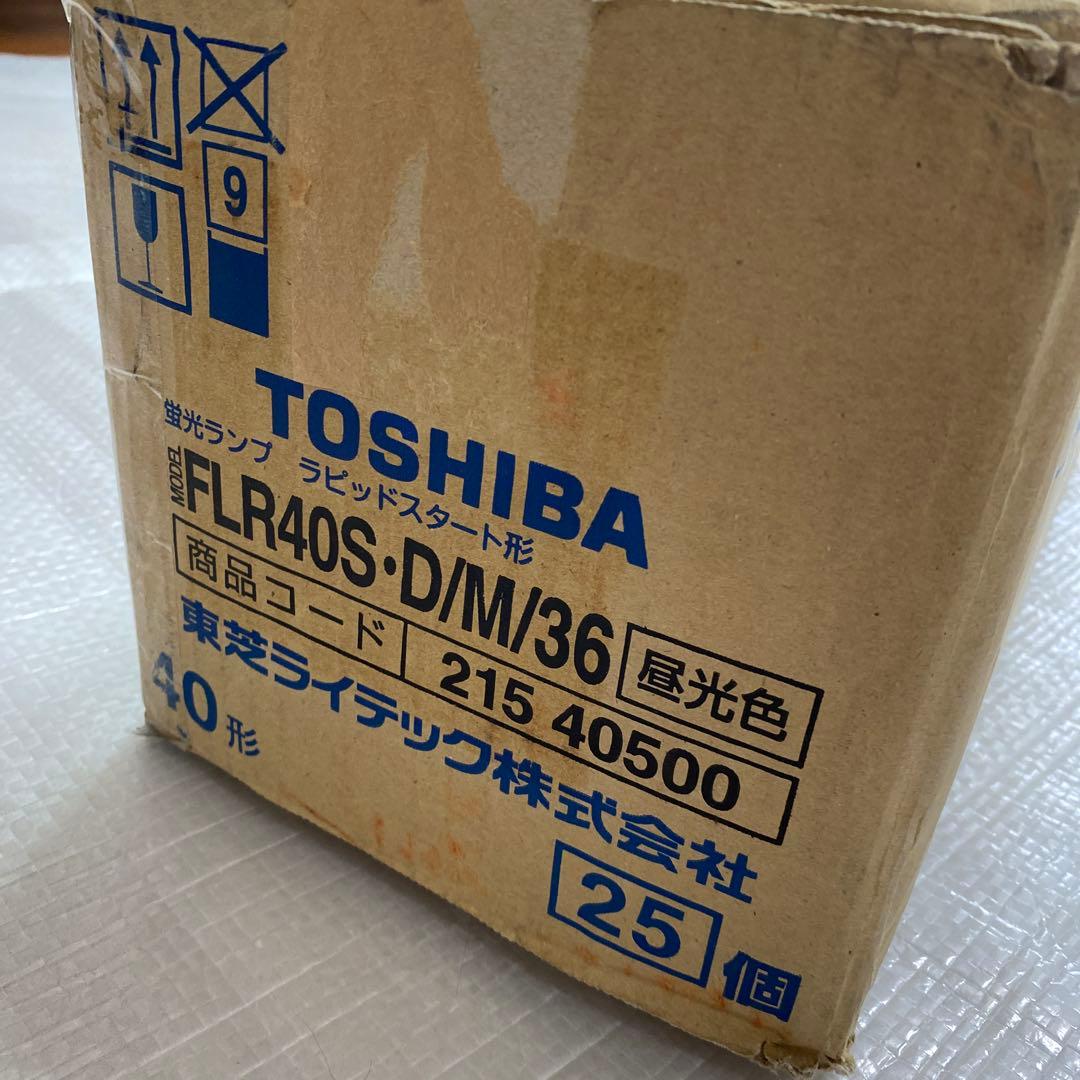 9
TOSHIBA
蛍光ランプ ラピッドスタート形
MODEL FLR40S・D/M/36 昼光色
商品コード 215 40500
東芝ライテック株式会社
40形 25個